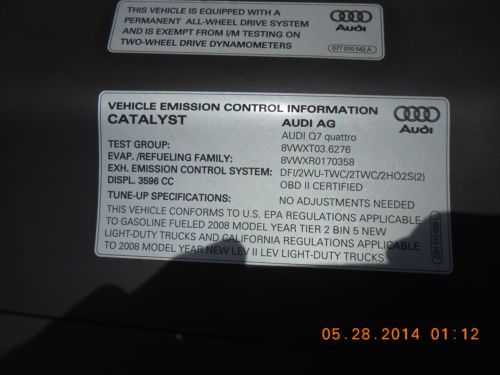 THIS VEHICLE IS EQUIPPED WITH A
PERMANENT ALL-WHEEL DRIVE SYSTEM
AND IS EXEMPT FROM I/M TESTING ON
TWO-WHEEL DRIVE DYNAMOMETERS
Audi
077 010 542 A
VEHICLE EMISSION CONTROL INFORMATION
CATALYST AUDI AG
Audi
AUDI Q7 quattro
TEST GROUP: 8VWXT03.6276
EVAP. /REFUELING FAMILY: 8VWXR0170358
EXH. EMISSION CONTROL SYSTEM: DFI/2WU-TWC/2TWC/2HO2S(2)
DISPL. 3596 CC OBD II CERTIFIED
TUNE-UP SPECIFICATIONS: NO ADJUSTMENTS NEEDED
THIS VEHICLE CONFORMS TO U.S. EPA REGULATIONS APPLICABLE
TO GASOLINE FUELED 2008 MODEL YEAR TIER 2 BIN 5 NEW
LIGHT-DUTY TRUCKS AND CALIFORNIA REGULATIONS APPLICABLE
TO 2008 MODEL YEAR NEW LEV II LEV LIGHT-DUTY TRUCKS.
05.28.2014 01:12